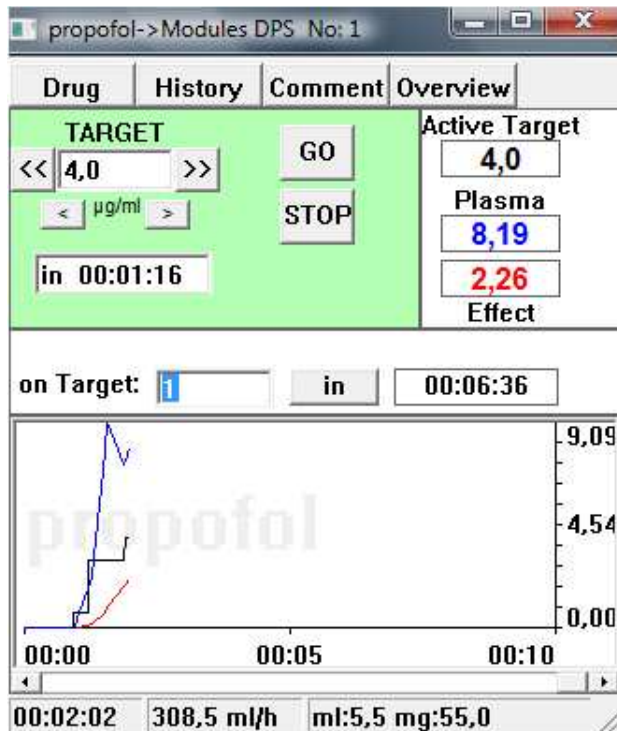 propofol->Modules DPS No: 1
Drug History Comment Overview
TARGET
<< 4,0 >>
< µg/ml >
in 00:01:16
GO
STOP
Active Target
4,0
Plasma
8,19
2,26
Effect
on Target: 1 in 00:06:36
propofol
9,09
4,54
0,00
00:00 00:05 00:10
00:02:02 308,5 ml/h ml:5,5 mg:55,0